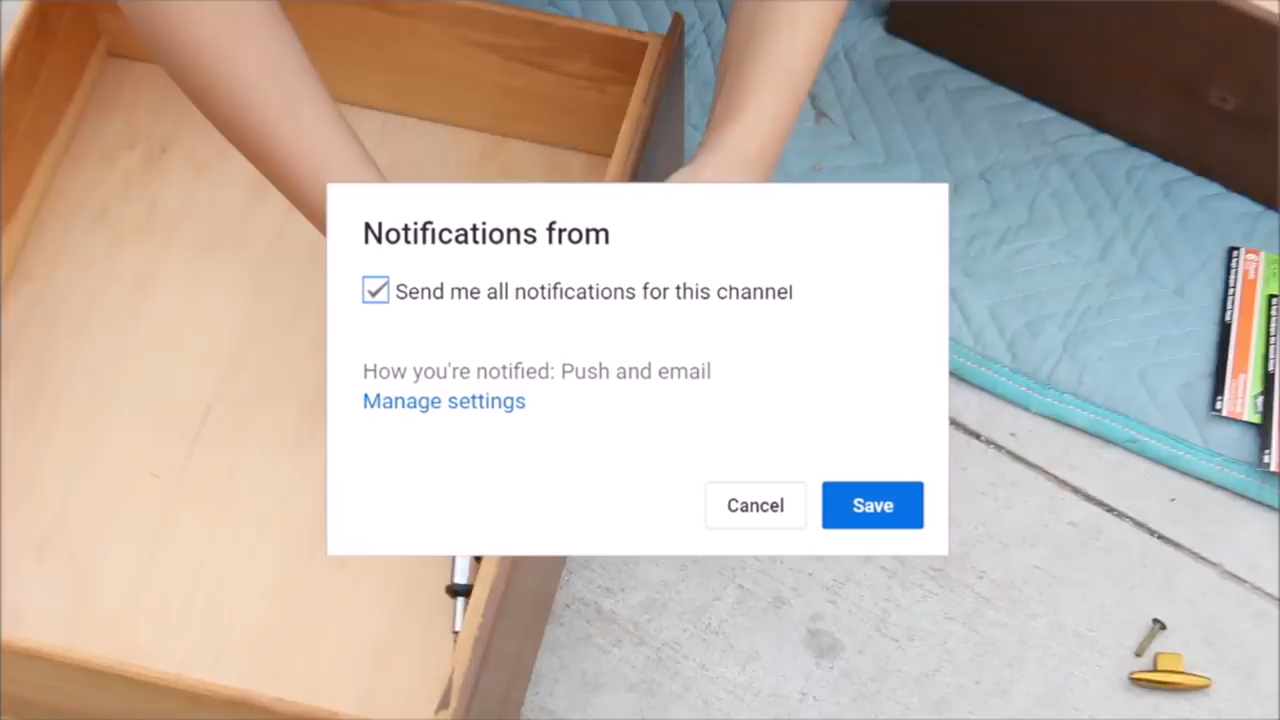 Notifications from
Send me all notifications for this channel
How you're notified: Push and email
Manage settings
Cancel
Save